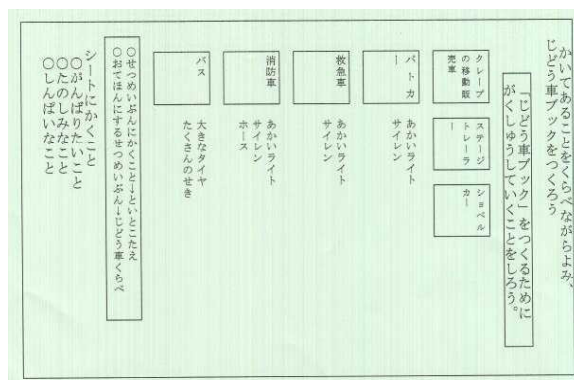 かいてあることをくらべながらよみ、
じどう車ブックをつくろう
「じどう車ブック」をつくるために
がくしゅうしていくことをしろう。
クレープ
の移動販
売車
ステージ
トレーラ
ー
ショベル
カー
パトカ
ー
あかいライト
サイレン
救急車
あかいライト
サイレン
消防車
あかいライト
サイレン
ホース
バス
大きなタイヤ
たくさんのせき
○せつめいぶんにかくこと→といとこたえ
○おてほんにするせつめいぶん→じどう車くらべ
シートにかくこと
○がんばりたいこと
○たのしみなこと
○しんぱいなこと